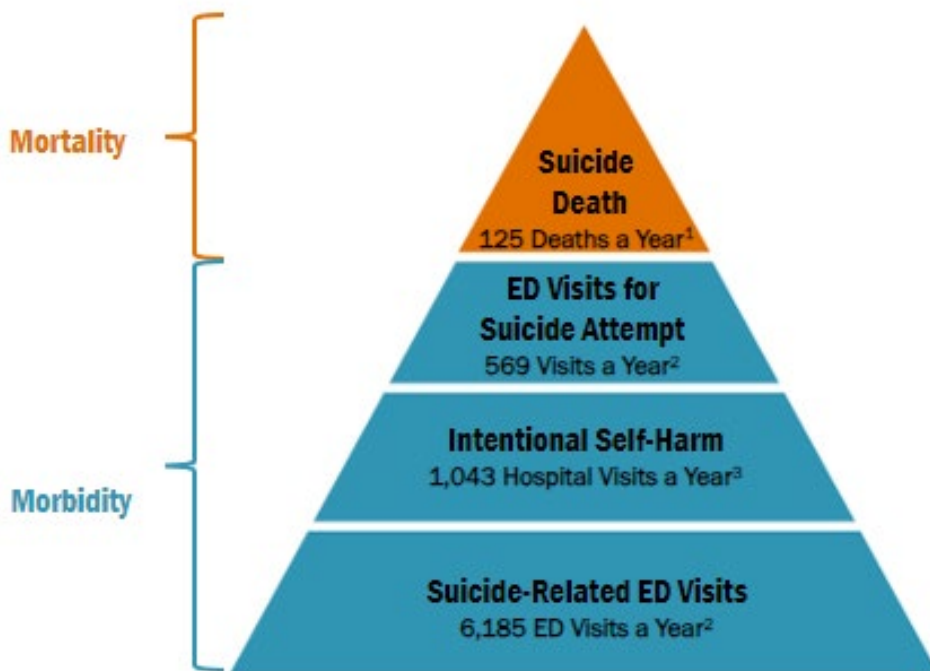 Mortality
Suicide
Death
125 Deaths a Year¹
ED Visits for
Suicide Attempt
569 Visits a Year²
Intentional Self-Harm
1,043 Hospital Visits a Year³
Morbidity
Suicide-Related ED Visits
6,185 ED Visits a Year²